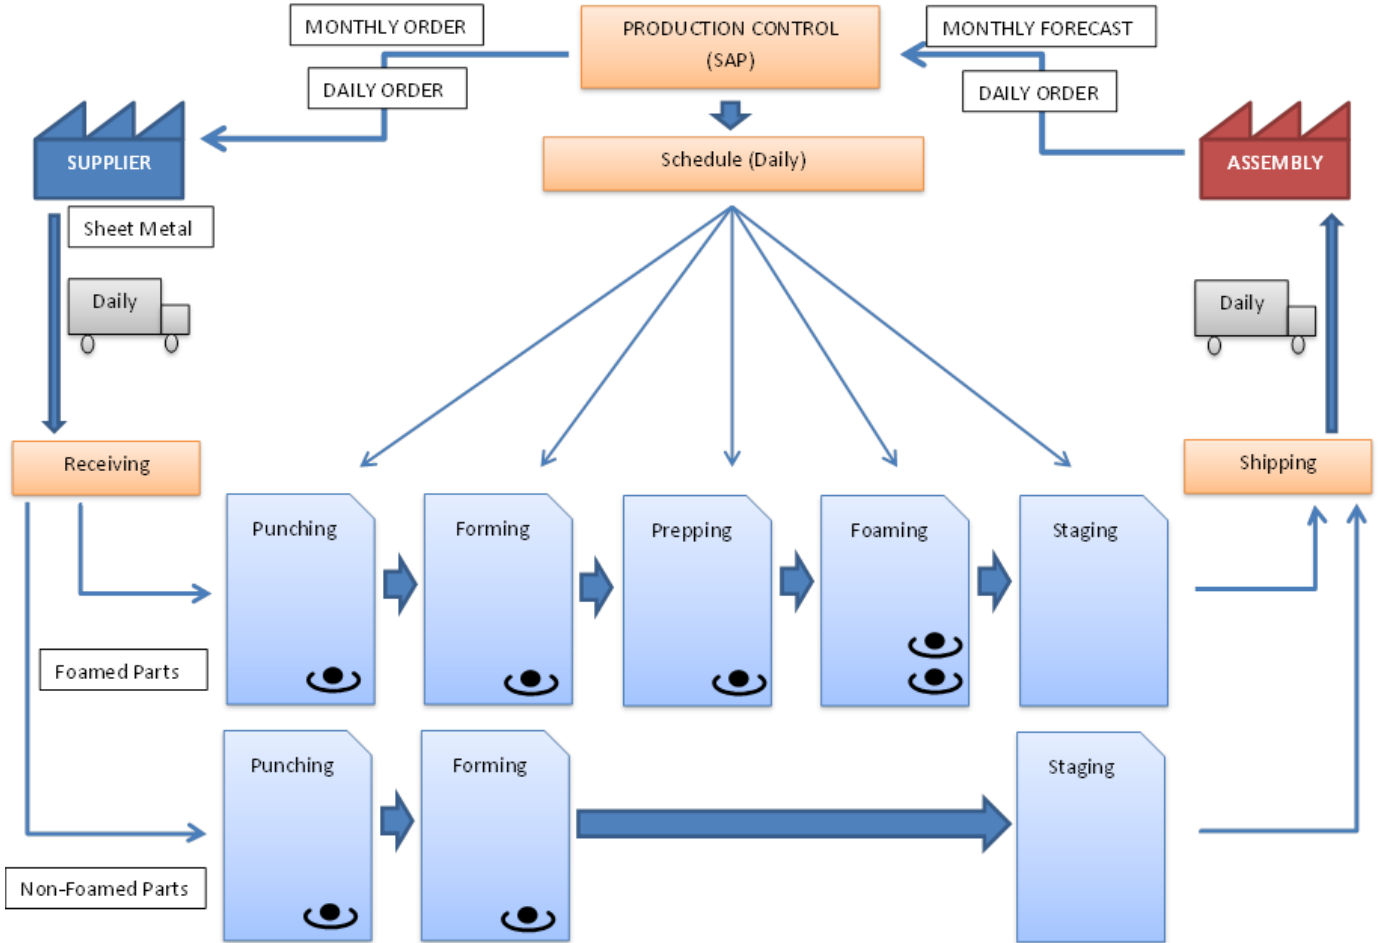 MONTHLY ORDER
PRODUCTION CONTROL
(SAP)
MONTHLY FORECAST
DAILY ORDER
DAILY ORDER
SUPPLIER
Schedule (Daily)
ASSEMBLY
Sheet Metal
Daily
Daily
Receiving
Shipping
Punching
Forming
Prepping
Foaming
Staging
Foamed Parts
Punching
Forming
Staging
Non-Foamed Parts